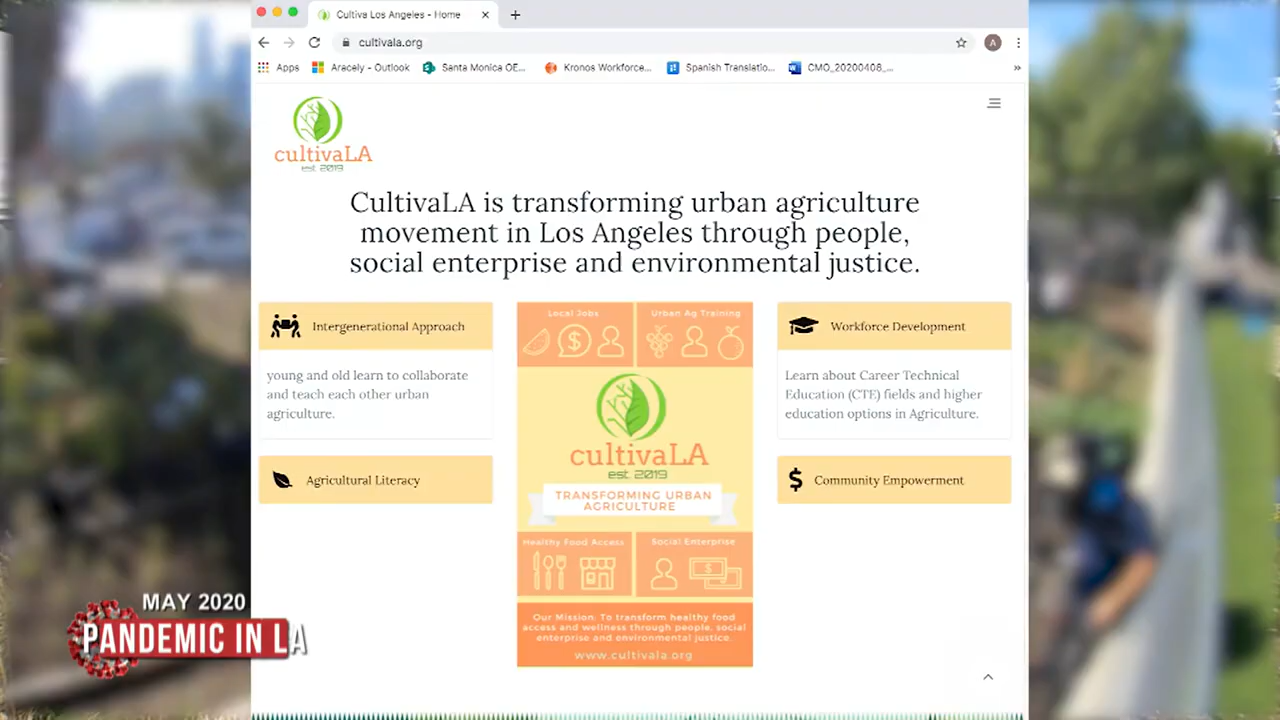 Cultiva Los Angeles - Home
cultivala.org
A
Apps
Aracely - Outlook
Santa Monica OE...
Kronos Workforce...
Spanish Translatio...
CMO_20200408_...
»
cultivaLA
est. 2019
CultivaLA is transforming urban agriculture
movement in Los Angeles through people,
social enterprise and environmental justice.
Intergenerational Approach
young and old learn to collaborate
and teach each other urban
agriculture.
Agricultural Literacy
Local Jobs
Urban Ag Training
$
cultivaLA
est. 2019
TRANSFORMING URBAN
AGRICULTURE
Healthy Food Access
Social Enterprise
$
Our Mission: To transform healthy food
access and wellness through people, social
enterprise and environmental justice.
www.cultivala.org
Workforce Development
Learn about Career Technical
Education (CTE) fields and higher
education options in Agriculture.
$ Community Empowerment
MAY 2020
PANDEMIC IN LA